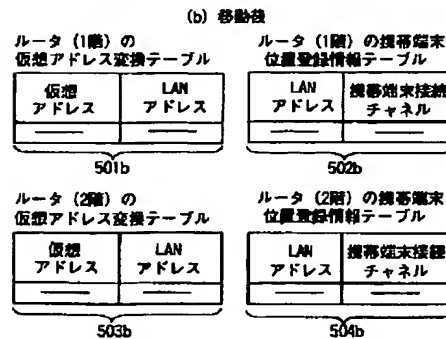 (b) 移動後
ルータ (1階) の
仮想アドレス変換テーブル
ルータ (1階) の携帯端末
位置登録情報テーブル
仮想
アドレス
LAN
アドレス
LAN
アドレス
携帯端末接続
チャネル
501b
502b
ルータ (2階) の
仮想アドレス変換テーブル
ルータ (2階) の携帯端末
位置登録情報テーブル
仮想
アドレス
LAN
アドレス
LAN
アドレス
携帯端末接続
チャネル
503b
504b